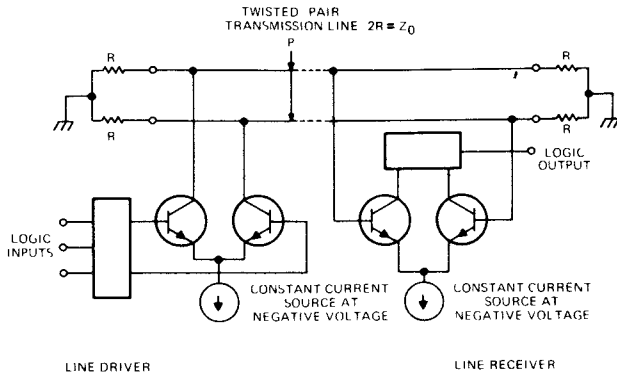 TWISTED PAIR
TRANSMISSION LINE 2R = Z0
P
R
R
R
R
LOGIC
OUTPUT
LOGIC
INPUTS
CONSTANT CURRENT
SOURCE AT
NEGATIVE VOLTAGE
CONSTANT CURRENT
SOURCE AT
NEGATIVE VOLTAGE
LINE DRIVER
LINE RECEIVER